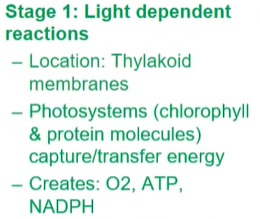 Stage 1: Light dependent
reactions
– Location: Thylakoid
membranes
– Photosystems (chlorophyll
& protein molecules)
capture/transfer energy
– Creates: O2, ATP,
NADPH